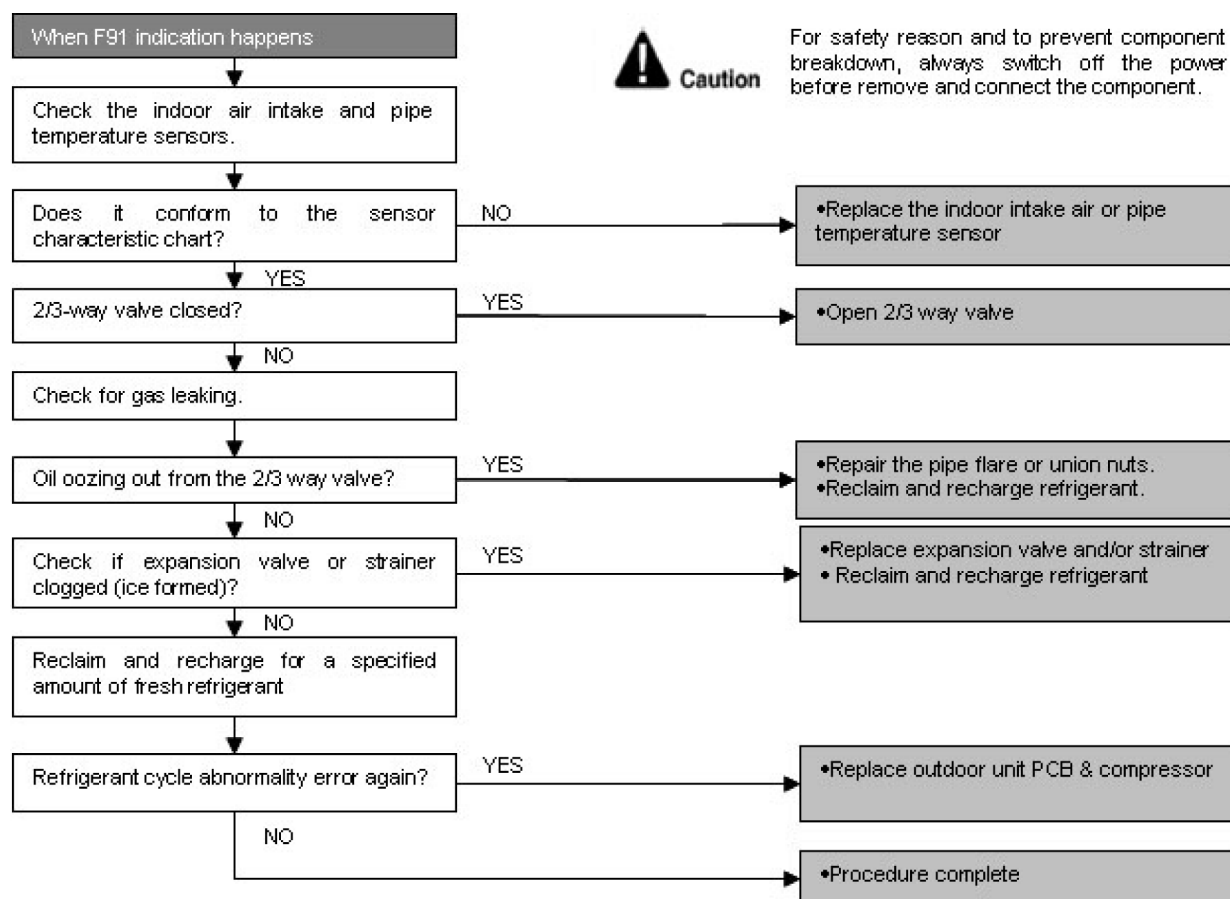 When F91 indication happens
Caution
For safety reason and to prevent component
breakdown, always switch off the power
before remove and connect the component.
Check the indoor air intake and pipe
temperature sensors.
Does it conform to the sensor
characteristic chart?
NO
•Replace the indoor intake air or pipe
temperature sensor
YES
2/3-way valve closed?
YES
•Open 2/3 way valve
NO
Check for gas leaking.
Oil oozing out from the 2/3 way valve?
YES
•Repair the pipe flare or union nuts.
•Reclaim and recharge refrigerant.
NO
Check if expansion valve or strainer
clogged (ice formed)?
YES
•Replace expansion valve and/or strainer
• Reclaim and recharge refrigerant
NO
Reclaim and recharge for a specified
amount of fresh refrigerant
Refrigerant cycle abnormality error again?
YES
•Replace outdoor unit PCB & compressor
NO
•Procedure complete